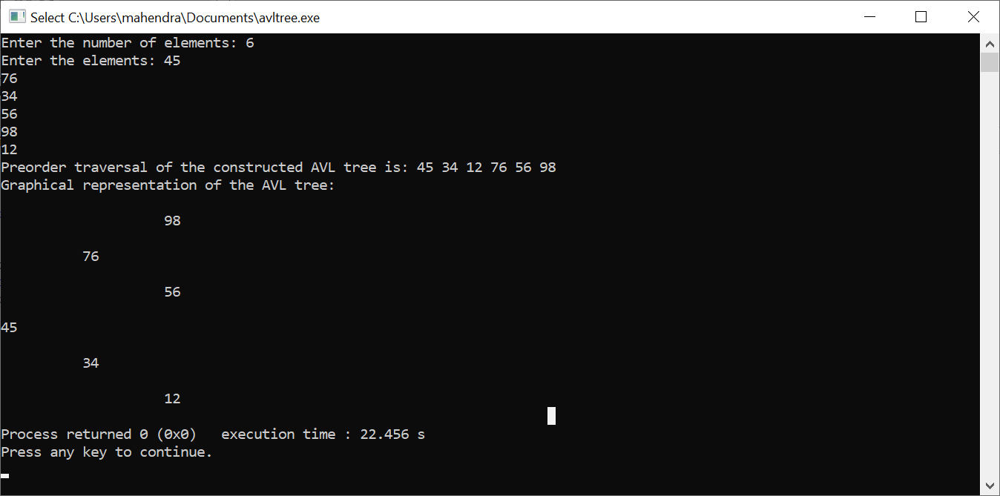 Select C:\Users\mahendra\Documents\avltree.exe
Enter the number of elements: 6
Enter the elements: 45
76
34
56
98
12
Preorder traversal of the constructed AVL tree is: 45 34 12 76 56 98
Graphical representation of the AVL tree:
98
76
56
45
34
12
Process returned 0 (0x0)   execution time : 22.456 s
Press any key to continue.